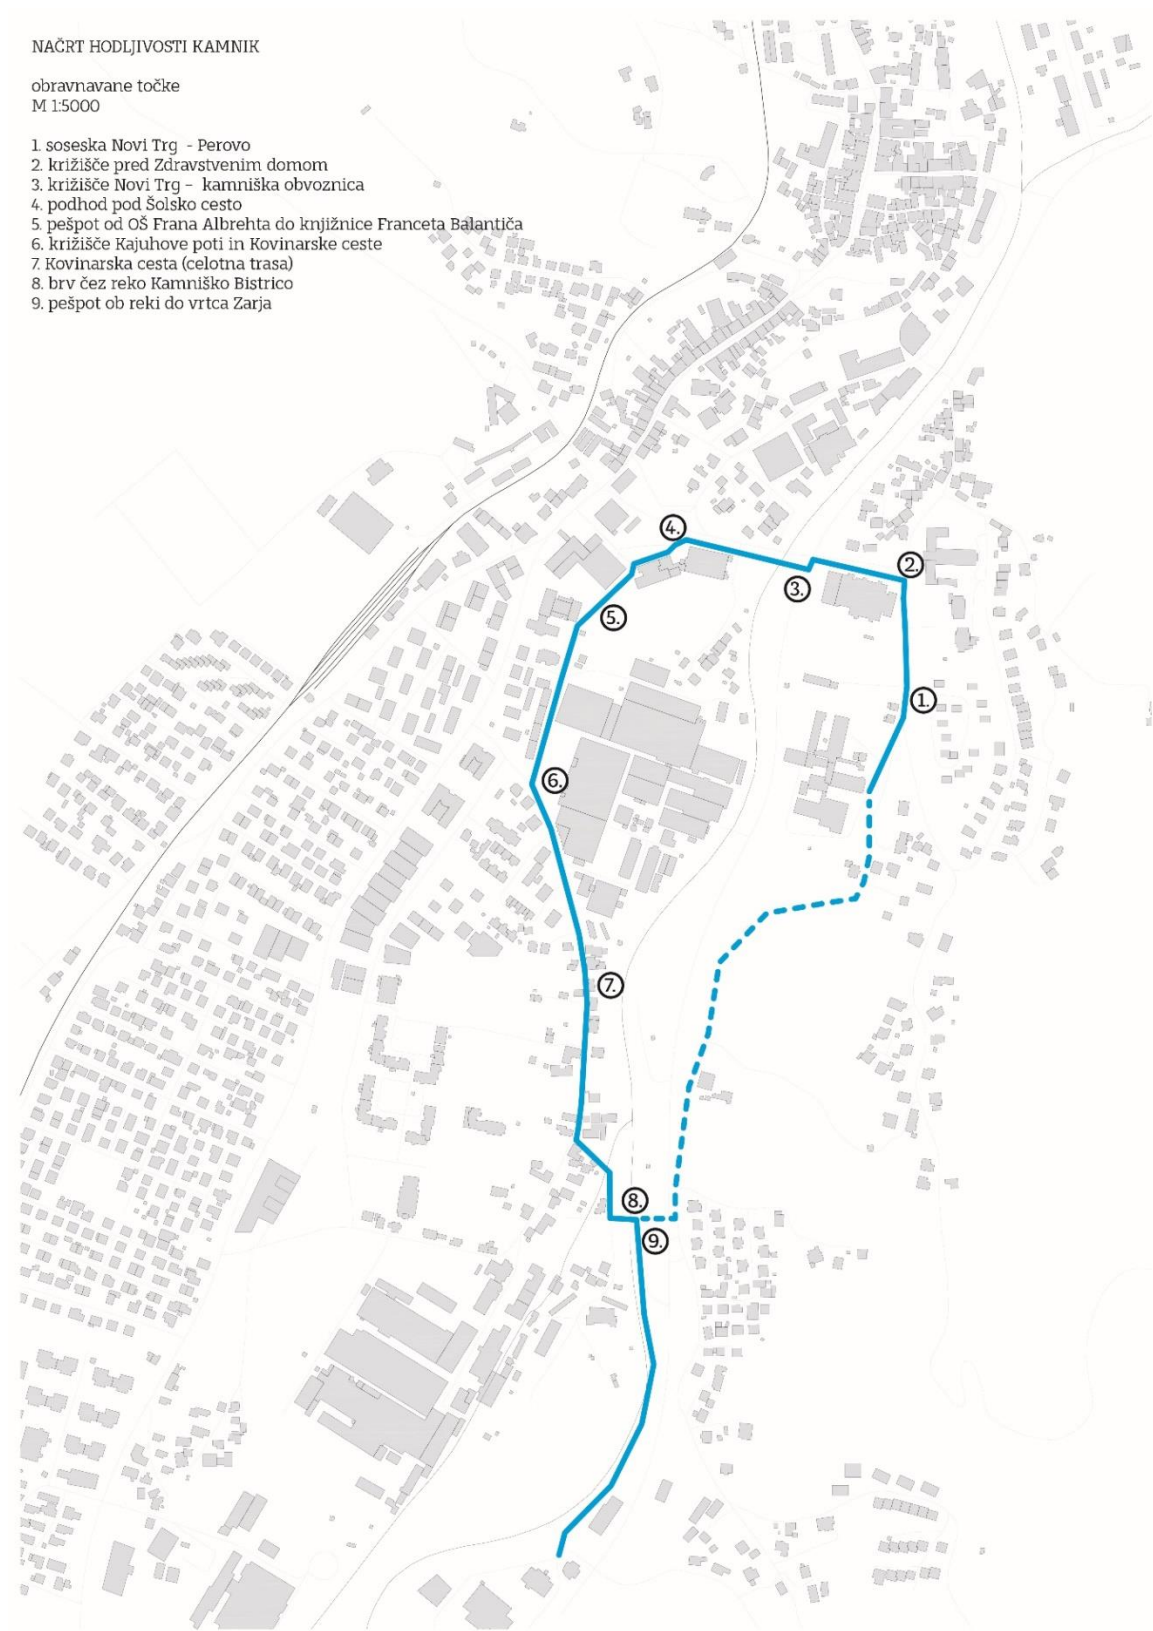 NAČRT HODLJIVOSTI KAMNIK
obravnavane točke
M 1:5000
1. soseska Novi Trg - Perovo
2. križišče pred Zdravstvenim domom
3. križišče Novi Trg - kamniška obvoznica
4. podhod pod Šolsko cesto
5. pešpot od OŠ Frana Albrehta do knjižnice Franceta Balantiča
6. križišče Kajuhove poti in Kovinarske ceste
7. Kovinarska cesta (celotna trasa)
8. brv čez reko Kamniško Bistrico
9. pešpot ob reki do vrtca Zarja
4.
2.
3.
5.
1.
6.
7.
8.
9.